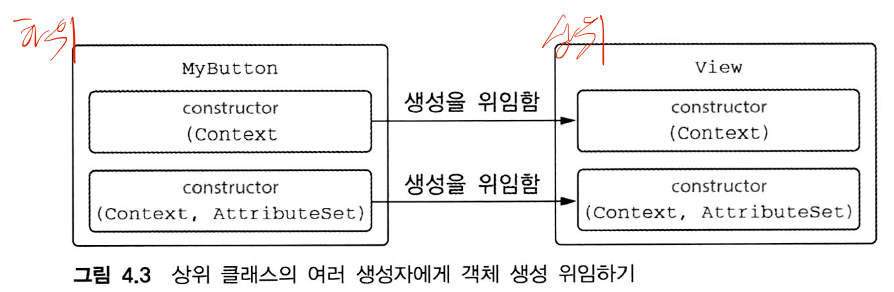 하위
상위
MyButton
constructor
(Context
constructor
(Context, AttributeSet)
생성을 위임함
생성을 위임함
View
constructor
(Context)
constructor
(Context, AttributeSet)
그림 4.3 상위 클래스의 여러 생성자에게 객체 생성 위임하기